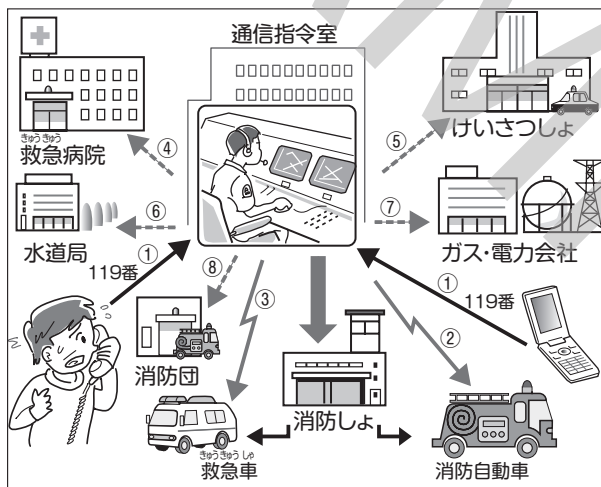 通信指令室
きゅうきゅう
救急病院
④
⑤
けいさつしょ
水道局
⑥
⑦
ガス・電力会社
①
119番
⑧
③
①
119番
②
消防団
消防しょ
きゅうきゅうしゃ
救急車
消防自動車